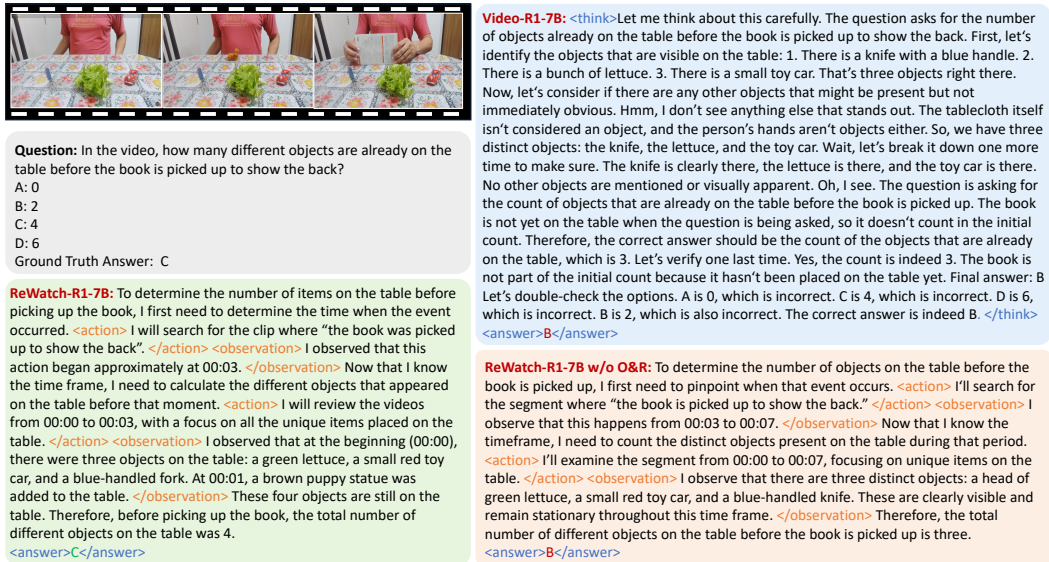 Question: In the video, how many different objects are already on the
table before the book is picked up to show the back?
A: 0
B: 2
C: 4
D: 6
Ground Truth Answer:  C
ReWatch-R1-7B: To determine the number of items on the table before
picking up the book, I first need to determine the time when the event
occurred. <action> I will search for the clip where “the book was picked
up to show the back”. </action> <observation> I observed that this
action began approximately at 00:03. </observation> Now that I know
the time frame, I need to calculate the different objects that appeared
on the table before that moment. <action> I will review the videos
from 00:00 to 00:03, with a focus on all the unique items placed on the
table. </action> <observation> I observed that at the beginning (00:00),
there were three objects on the table: a green lettuce, a small red toy
car, and a blue-handled fork. At 00:01, a brown puppy statue was
added to the table. </observation> These four objects are still on the
table. Therefore, before picking up the book, the total number of
different objects on the table was 4.
<answer>C</answer>
Video-R1-7B: <think>Let me think about this carefully. The question asks for the number
of objects already on the table before the book is picked up to show the back. First, let‘s
identify the objects that are visible on the table: 1. There is a knife with a blue handle. 2.
There is a bunch of lettuce. 3. There is a small toy car. That’s three objects right there.
Now, let‘s consider if there are any other objects that might be present but not
immediately obvious. Hmm, I don’t see anything else that stands out. The tablecloth itself
isn‘t considered an object, and the person’s hands aren’t objects either. So, we have three
distinct objects: the knife, the lettuce, and the toy car. Wait, let’s break it down one more
time to make sure. The knife is clearly there, the lettuce is there, and the toy car is there.
No other objects are mentioned or visually apparent. Oh, I see. The question is asking for
the count of objects that are already on the table before the book is picked up. The book
is not yet on the table when the question is being asked, so it doesn‘t count in the initial
count. Therefore, the correct answer should be the count of the objects that are already
on the table, which is 3. Let’s verify one last time. Yes, the count is indeed 3. The book is
not part of the initial count because it hasn‘t been placed on the table yet. Final answer: B
Let’s double-check the options. A is 0, which is incorrect. C is 4, which is incorrect. D is 6,
which is incorrect. B is 2, which is also incorrect. The correct answer is indeed B. </think>
<answer>B</answer>
ReWatch-R1-7B w/o O&R: To determine the number of objects on the table before the
book is picked up, I first need to pinpoint when that event occurs. <action> I’ll search for
the segment where “the book is picked up to show the back.” </action> <observation> I
observe that this happens from 00:03 to 00:07. </observation> Now that I know the
timeframe, I need to count the distinct objects present on the table during that period.
<action> I’ll examine the segment from 00:00 to 00:07, focusing on unique items on the
table. </action> <observation> I observe that there are three distinct objects: a head of
green lettuce, a small red toy car, and a blue-handled knife. These are clearly visible and
remain stationary throughout this time frame. </observation> Therefore, the total
number of different objects on the table before the book is picked up is three.
<answer>B</answer>